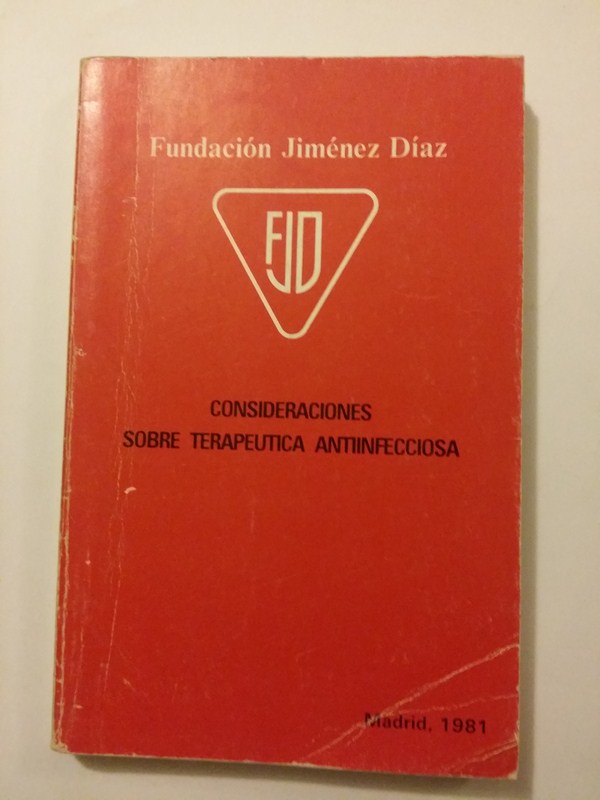 Fundación Jiménez Díaz
FJD
CONSIDERACIONES
SOBRE TERAPEUTICA ANTIINFECCIOSA
Madrid, 1981